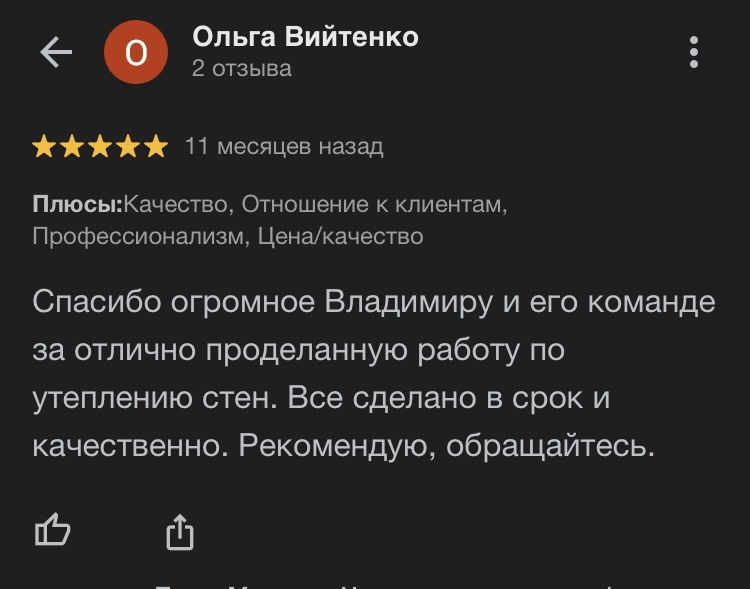 О
Ольга Вийтенко
2 отзыва
11 месяцев назад
Плюсы:Качество, Отношение к клиентам,
Профессионализм, Цена/качество
Спасибо огромное Владимиру и его команде
за отлично проделанную работу по
утеплению стен. Все сделано в срок и
качественно. Рекомендую, обращайтесь.